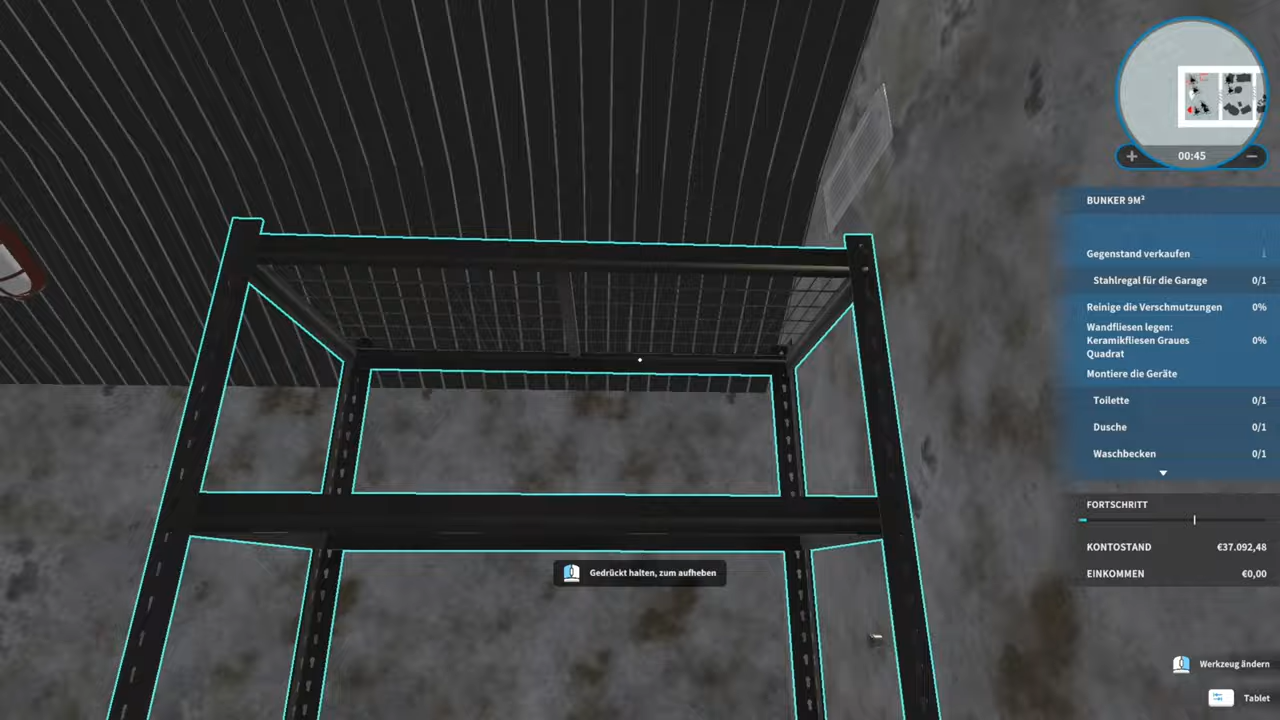 00:45
BUNKER 9M²
Gegenstand verkaufen
Stahlregal für die Garage 0/1
Reinige die Verschmutzungen 0%
Wandfliesen legen:
Keramikfliesen Graues 0%
Quadrat
Montiere die Geräte
Toilette 0/1
Dusche 0/1
Waschbecken 0/1
FORTSCHRITT
KONTOSTAND €37.092,48
EINKOMMEN €0,00
Gedrückt halten, zum aufheben
Werkzeug ändern
Tablet